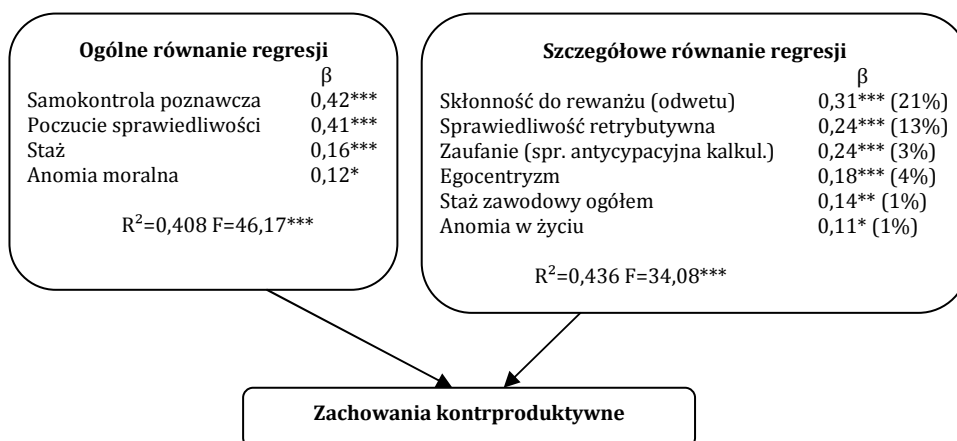 Ogólne równanie regresji
β
Samokontrola poznawcza 0,42***
Poczucie sprawiedliwości 0,41***
Staż 0,16***
Anomia moralna 0,12*
R²=0,408 F=46,17***
Szczegółowe równanie regresji
β
Skłonność do rewanżu (odwetu) 0,31*** (21%)
Sprawiedliwość retrybutywna 0,24*** (13%)
Zaufanie (spr. antycypacyjna kalkul.) 0,24*** (3%)
Egocentryzm 0,18*** (4%)
Staż zawodowy ogółem 0,14** (1%)
Anomia w życiu 0,11* (1%)
R²=0,436 F=34,08***
Zachowania kontrproduktywne